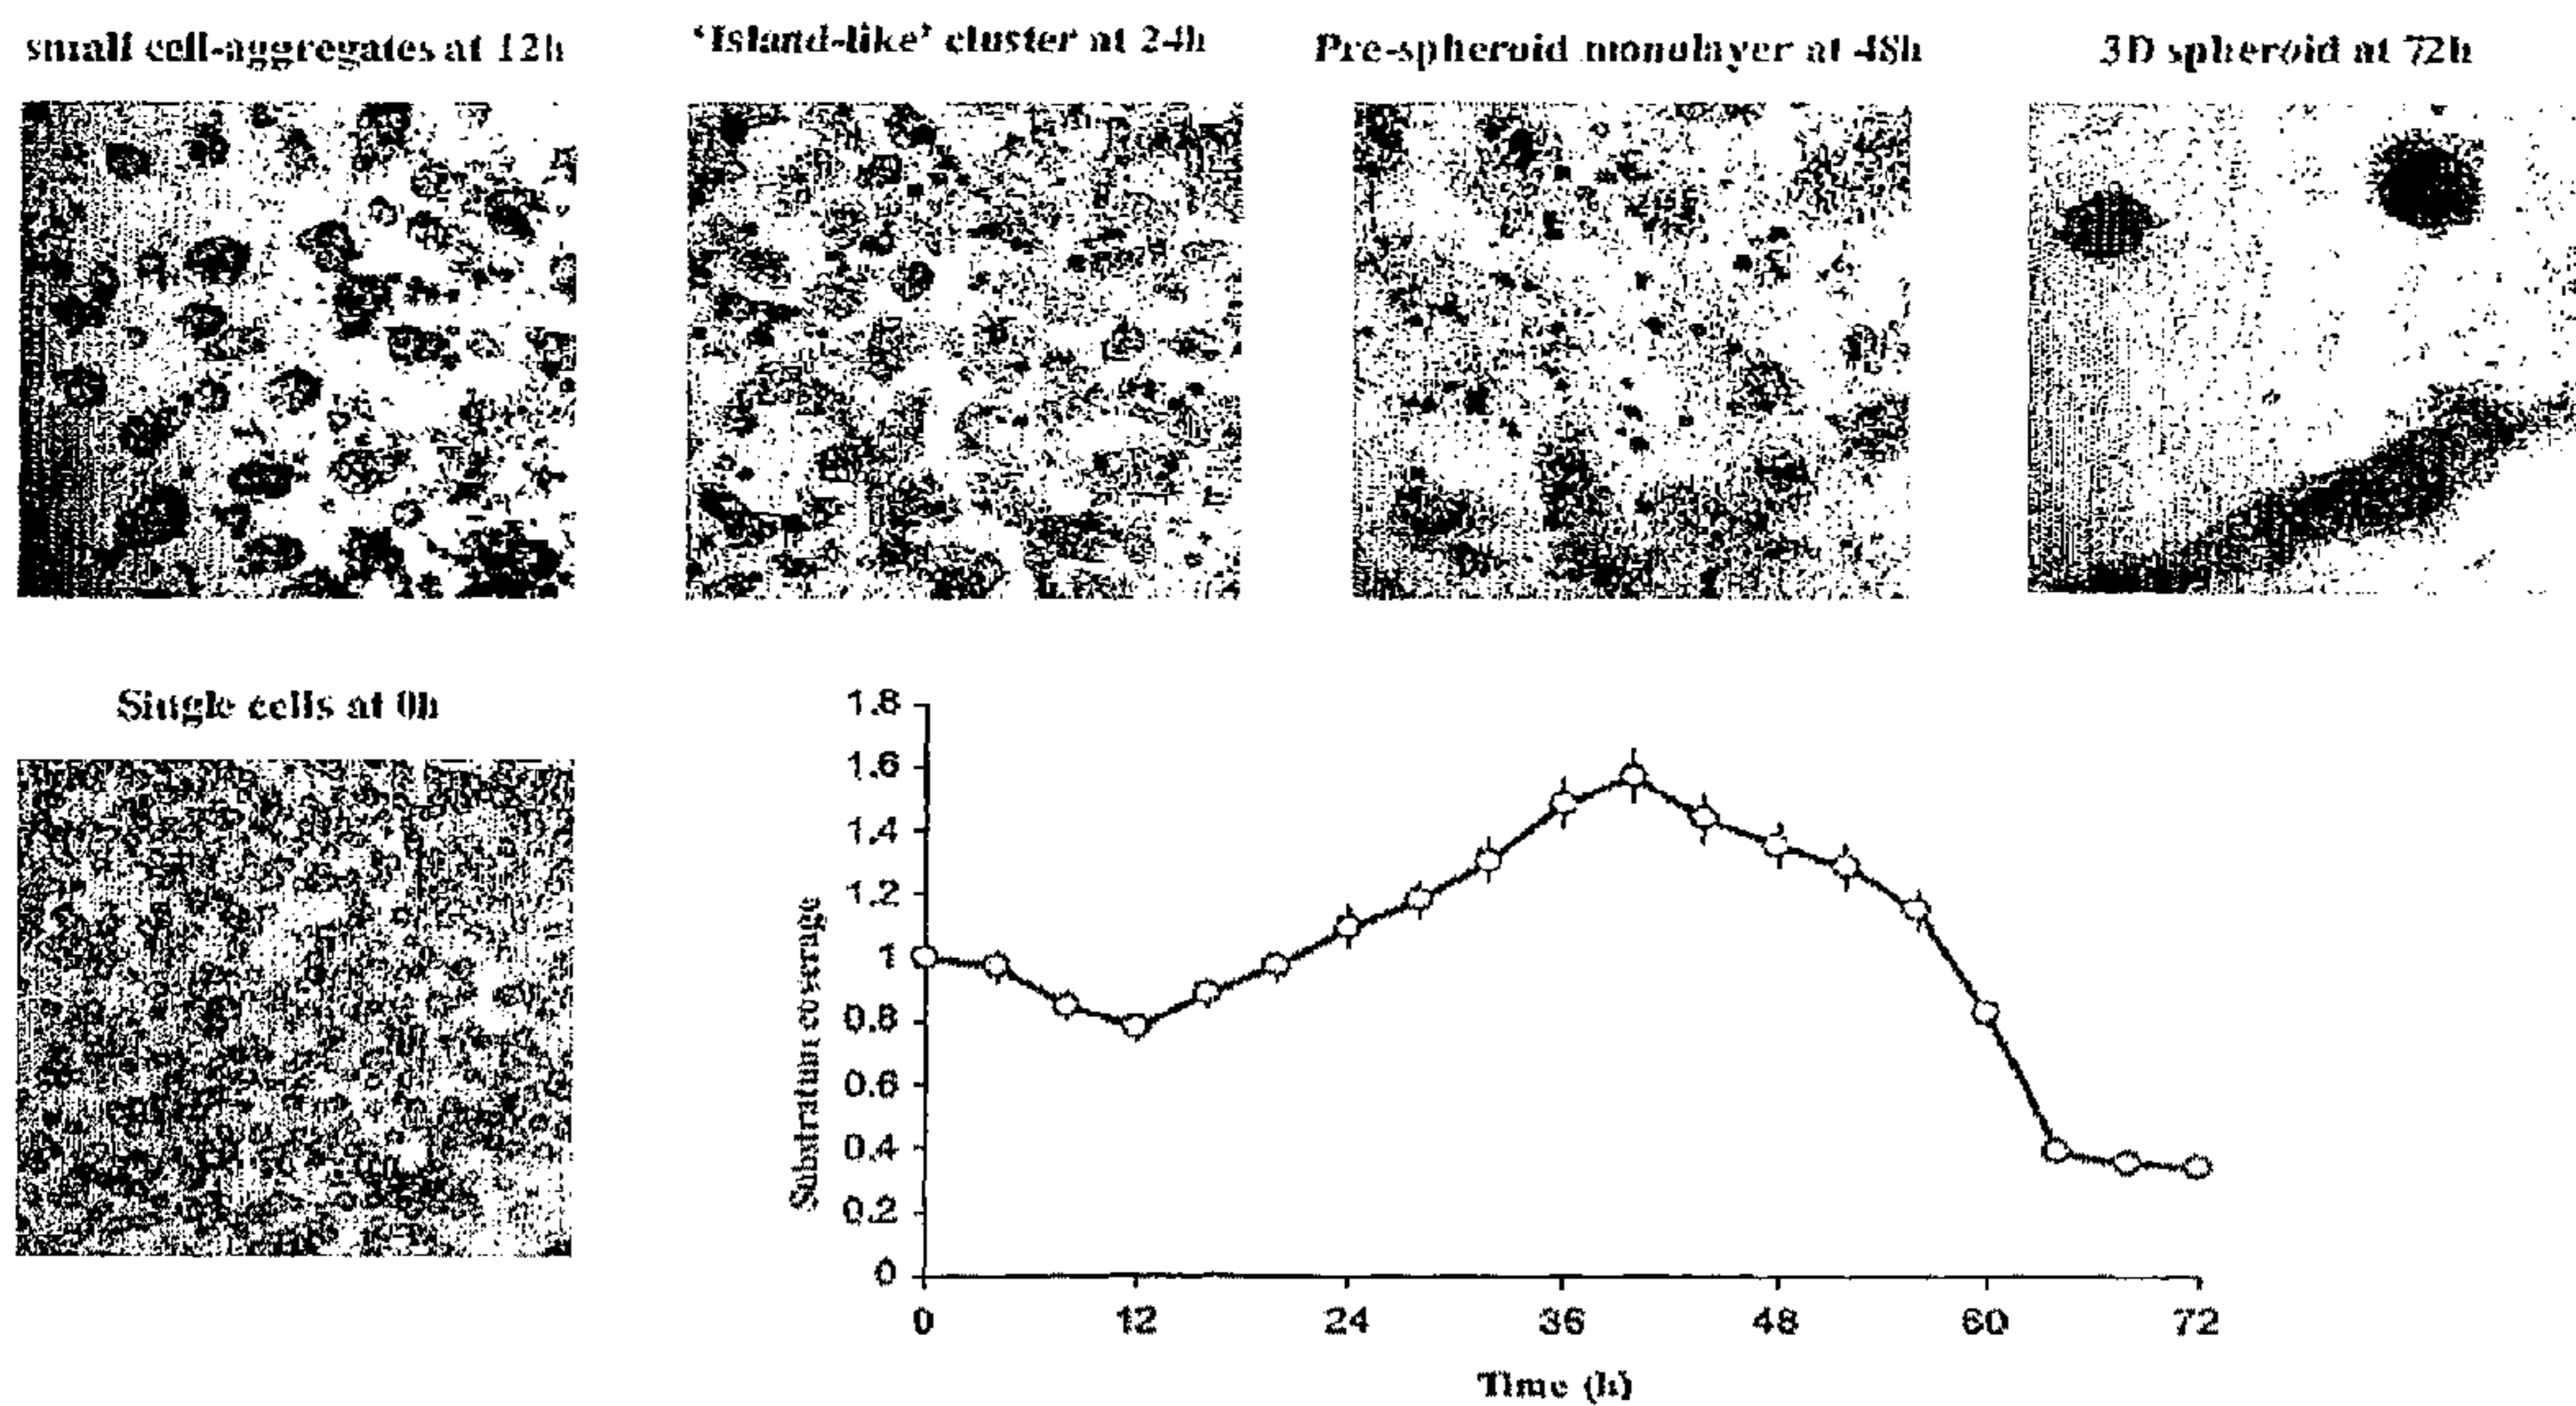 small cell-aggregates at 12h
'Island-like' cluster at 24h
Pre-spheroid monolayer at 48h
3D spheroid at 72h
Single cells at 0h
1.8
1.6
1.4
1.2
1
0.8
0.6
0.4
0.2
0
Substratum coverage
0 12 24 36 48 60 72
Time (h)